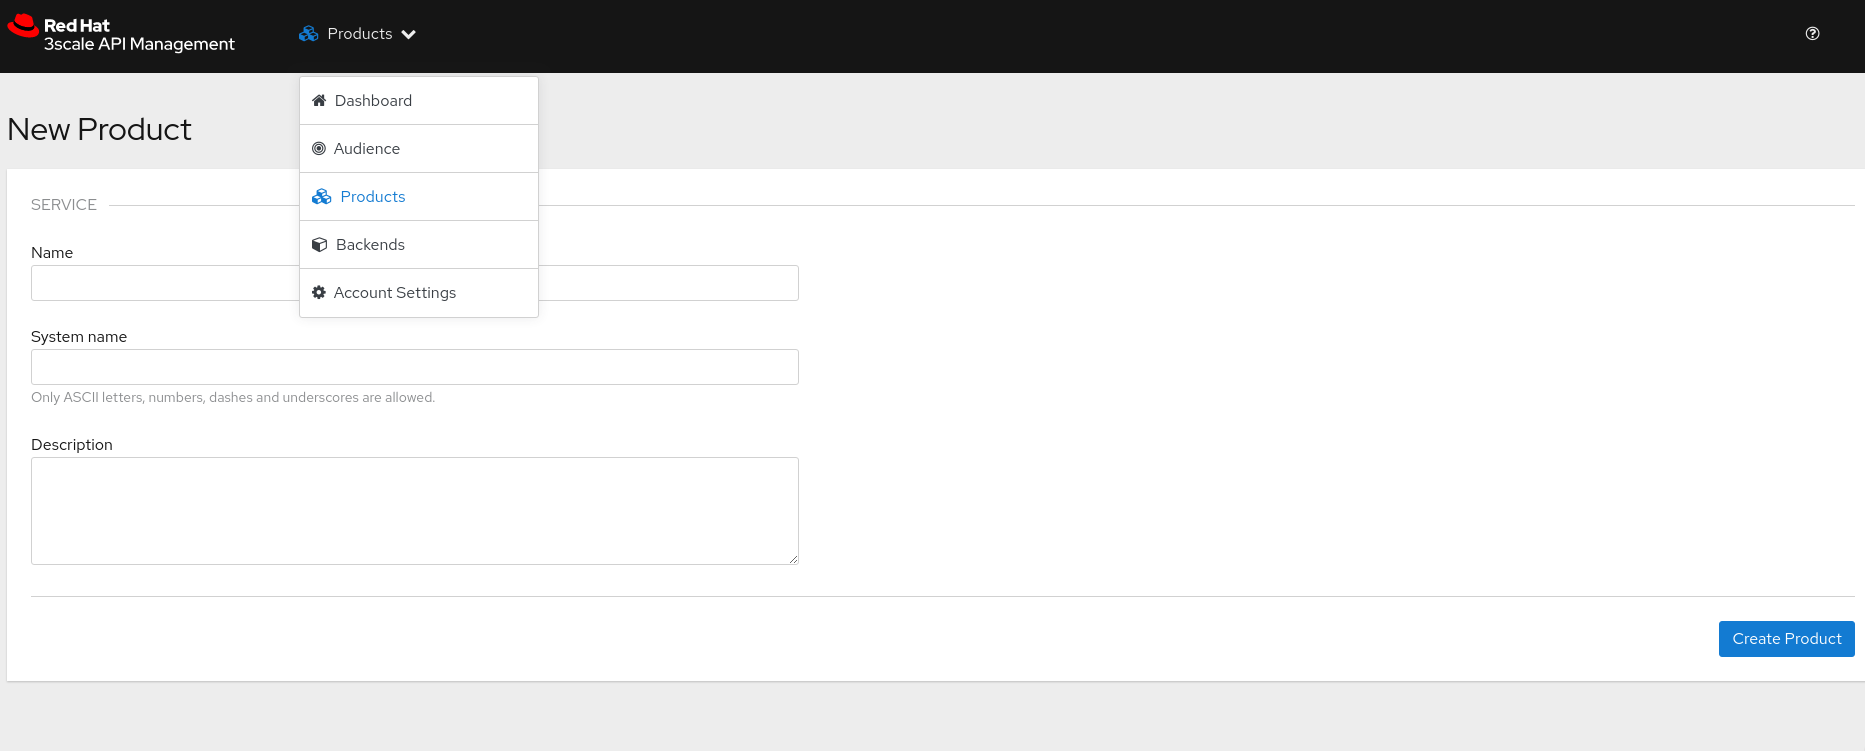 Red Hat
3scale API Management
Products
Dashboard
Audience
Products
Backends
Account Settings
New Product
SERVICE
Name
System name
Only ASCII letters, numbers, dashes and underscores are allowed.
Description
Create Product